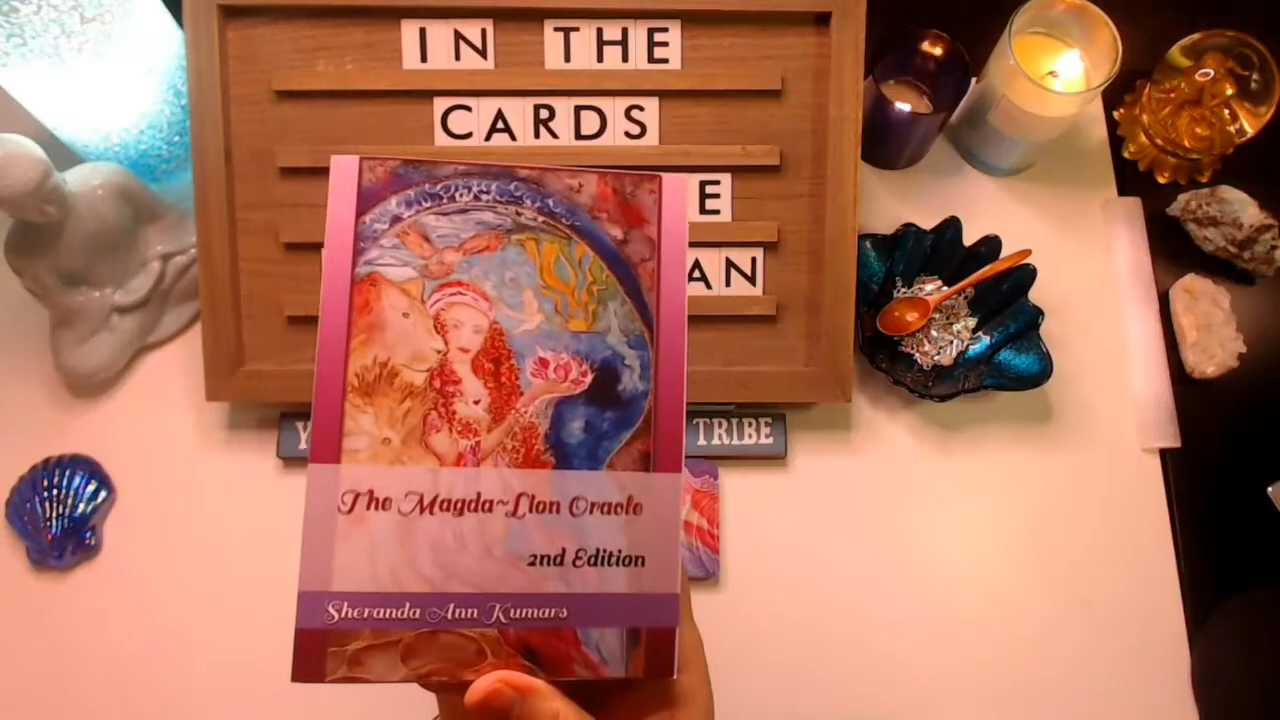 IN THE
CARDS
E
AN
Y
TRIBE
The Magda~Lion Oracle
2nd Edition
Sheranda Ann Kumars